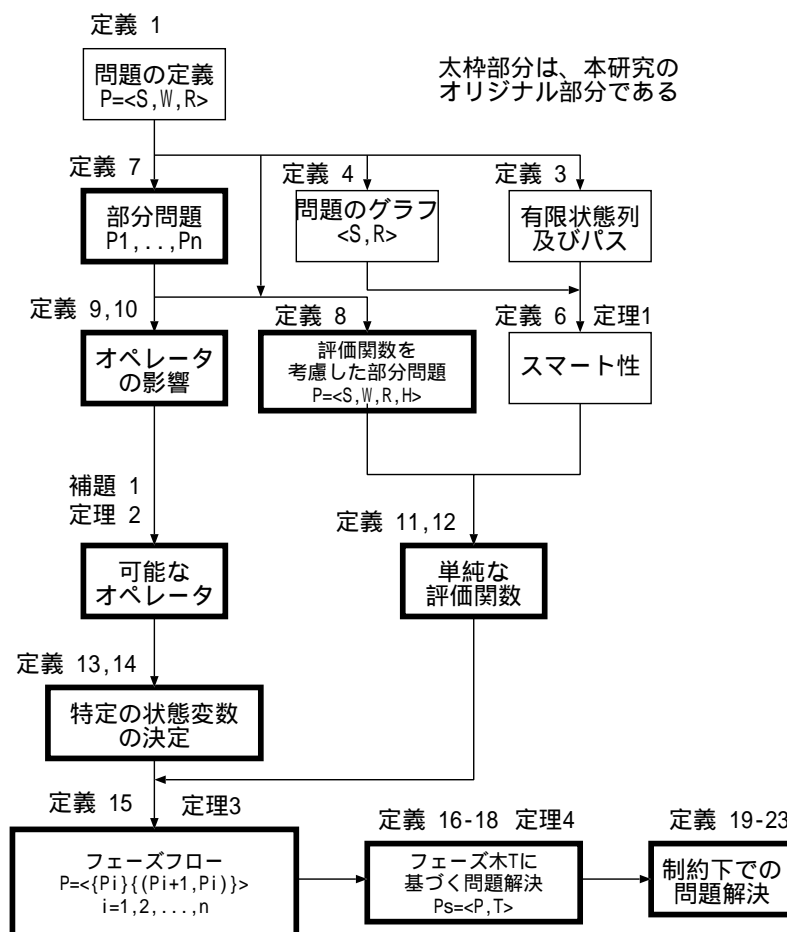 定義 1
問題の定義
P=<S,W,R>
太枠部分は、本研究の
オリジナル部分である
定義 7
定義 4
定義 3
部分問題
P1,..,Pn
問題のグラフ
<S,R>
有限状態列
及びパス
定義 9,10
定義 8
定義 6 定理1
オペレータ
の影響
評価関数を
考慮した部分問題
P=<S,W,R,H>
スマート性
補題 1
定理 2
定義 11,12
可能な
オペレータ
単純な
評価関数
定義 13,14
特定の状態変数
の決定
定義 15 定理3
定義 16-18 定理4
定義 19-23
フェーズフロー
P=<{Pi}{(Pi+1,Pi)}>
i=1,2,...,n
フェーズ木Tに
基づく問題解決
Ps=<P,T>
制約下での
問題解決